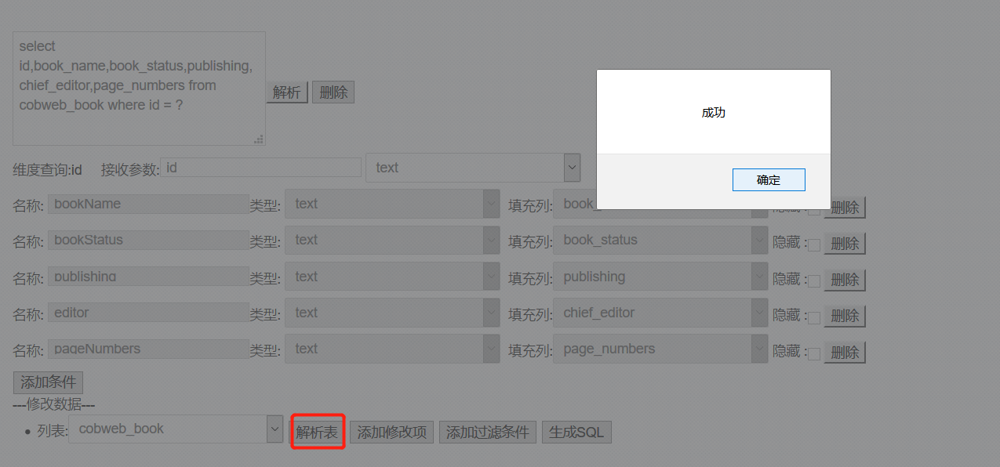 select
id,book_name,book_status,publishing,
chief_editor,page_numbers from
cobweb_book where id = ?
解析 删除
成功
确定
维度查询:id 接收参数: id text
名称: bookName 类型: text 填充列: book_ 隐藏 : 删除
名称: bookStatus 类型: text 填充列: book_status 隐藏 : 删除
名称: publishing 类型: text 填充列: publishing 隐藏 : 删除
名称: editor 类型: text 填充列: chief_editor 隐藏 : 删除
名称: pageNumbers 类型: text 填充列: page_numbers 隐藏 : 删除
添加条件
---修改数据---
列表: cobweb_book 解析表 添加修改项 添加过滤条件 生成SQL